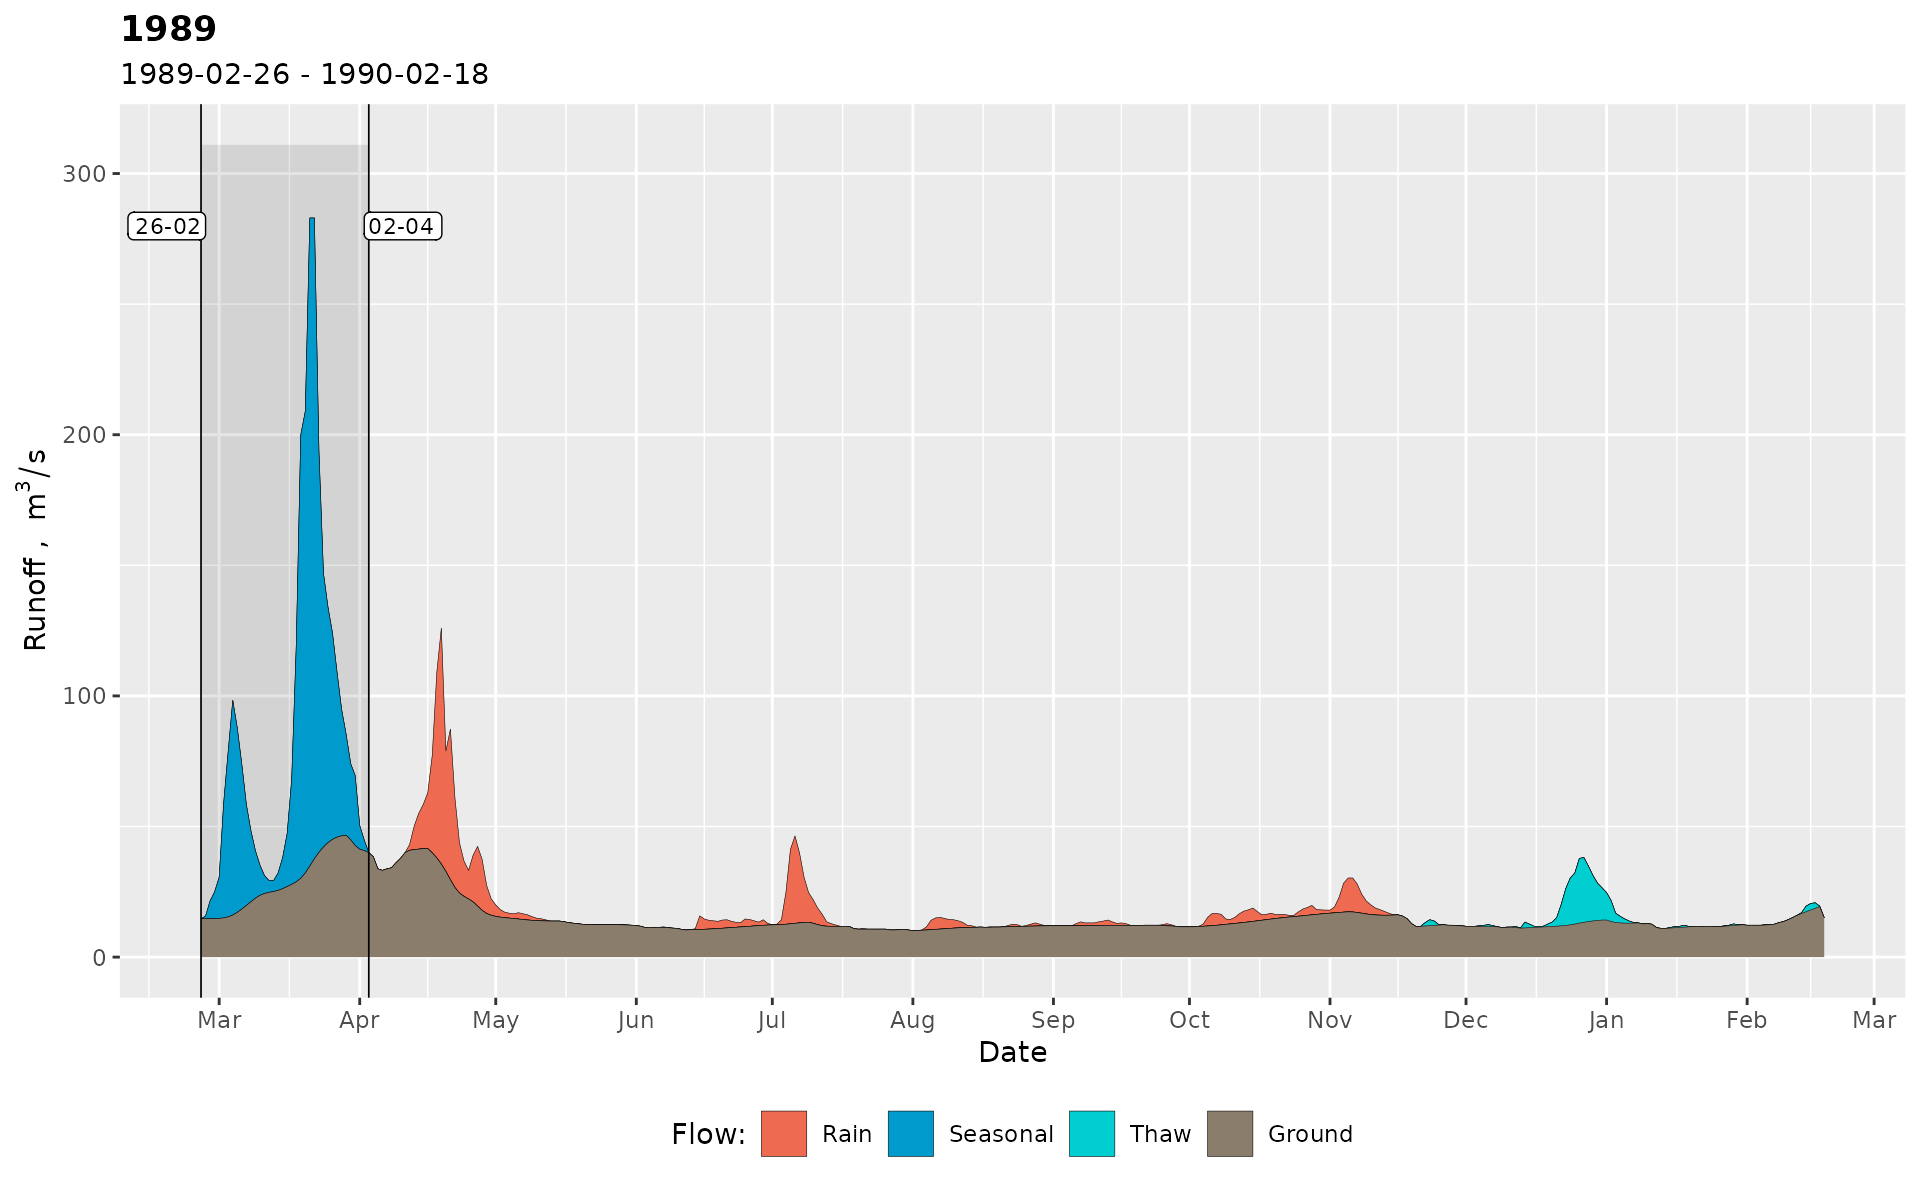 1989
1989-02-26 - 1990-02-18
300
200
100
0
26-02
02-04
Runoff , m³/s
Mar Apr May Jun Jul Aug Sep Oct Nov Dec Jan Feb Mar
Date
Flow: Rain Seasonal Thaw Ground